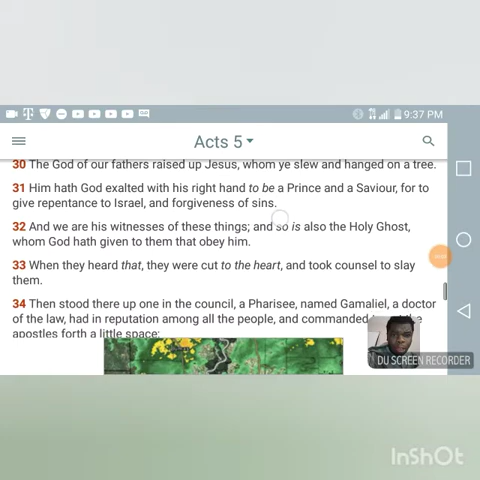 9:37 PM
Acts 5
30 The God of our fathers raised up Jesus, whom ye slew and hanged on a tree.
31 Him hath God exalted with his right hand to be a Prince and a Saviour, for to
give repentance to Israel, and forgiveness of sins.
32 And we are his witnesses of these things; and so is also the Holy Ghost,
whom God hath given to them that obey him.
33 When they heard that, they were cut to the heart, and took counsel to slay
them.
34 Then stood there up one in the council, a Pharisee, named Gamaliel, a doctor
of the law, had in reputation among all the people, and commanded
apostles forth a little space;
DU SCREEN RECORDER
InShOt